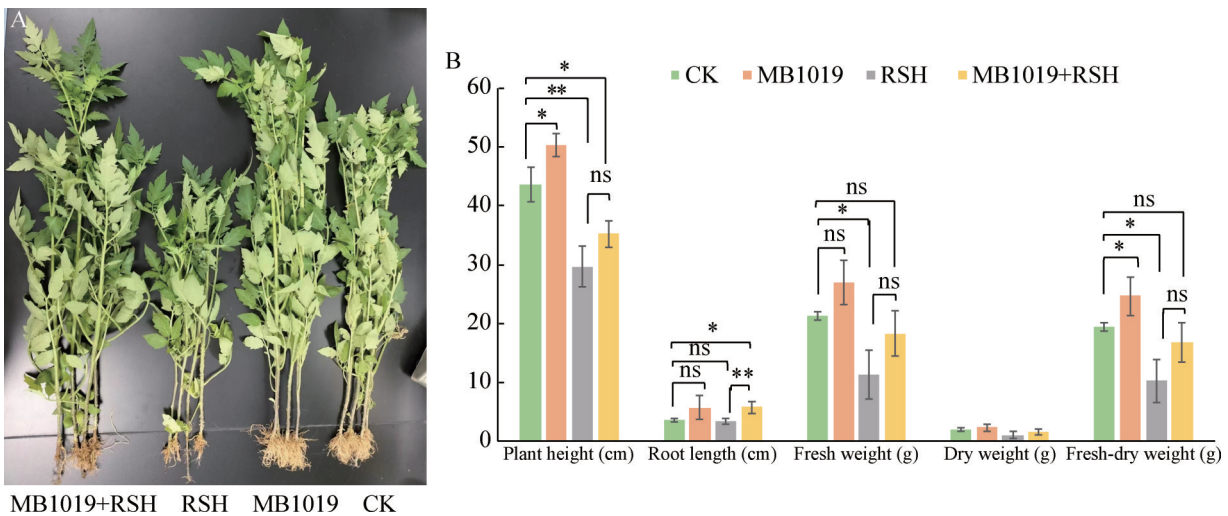 A
MB1019+RSH RSH MB1019 CK
B
CK MB1019 RSH MB1019+RSH
60
50
40
30
20
10
0
*
**
*
ns
*
ns
ns
**
ns
*
ns
ns
ns
*
*
ns
Plant height (cm) Root length (cm) Fresh weight (g) Dry weight (g) Fresh-dry weight (g)